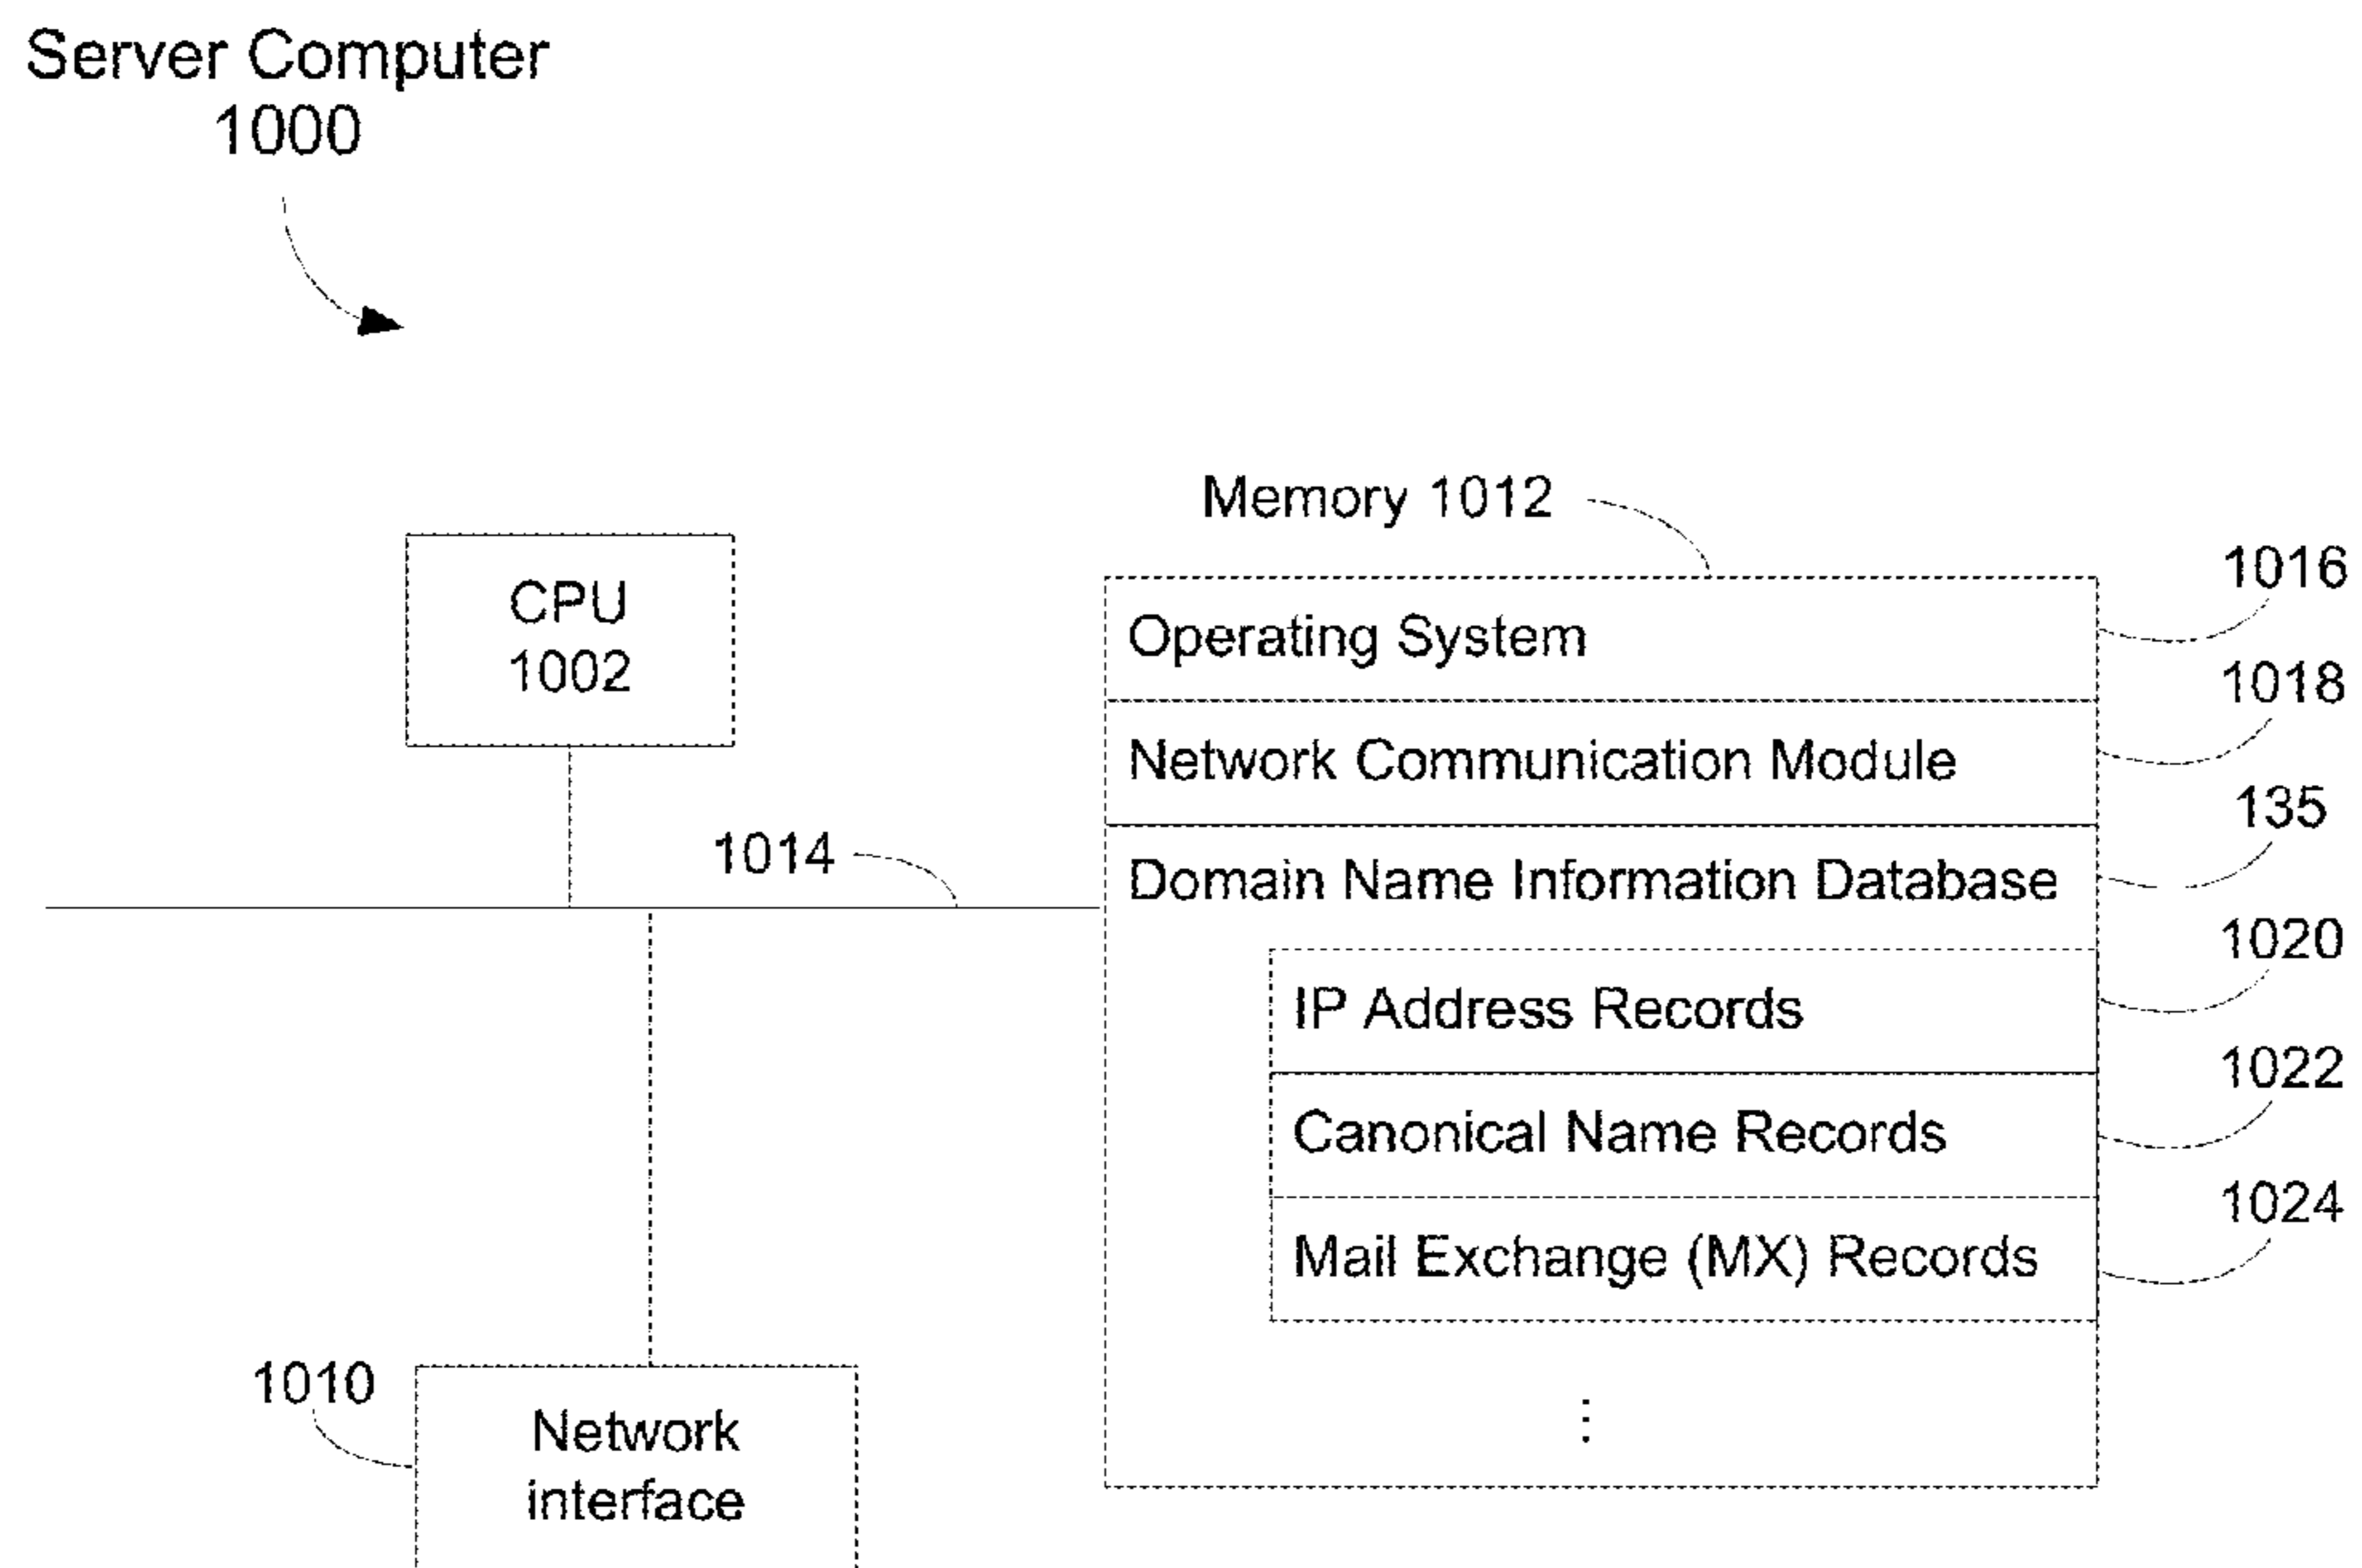 Server Computer
1000
Memory 1012
CPU
1002
1016
Operating System
1018
Network Communication Module
135
1014
Domain Name Information Database
1020
IP Address Records
1022
Canonical Name Records
1024
Mail Exchange (MX) Records
1010
Network
interface